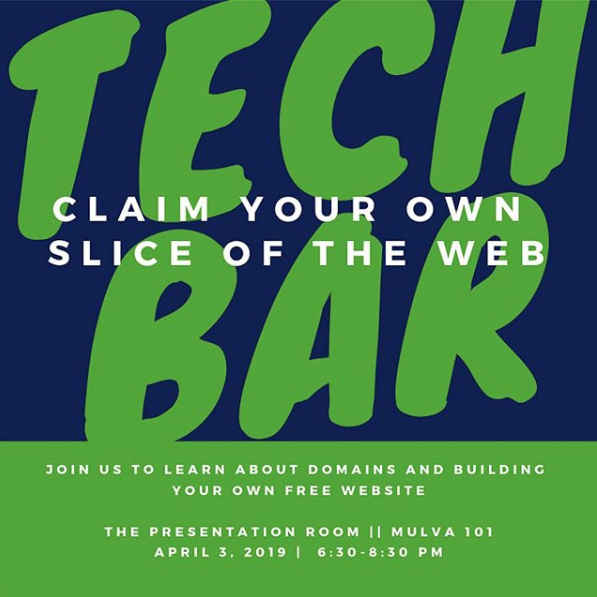 TECH
CLAIM YOUR OWN
SLICE OF THE WEB
BAR
JOIN US TO LEARN ABOUT DOMAINS AND BUILDING
YOUR OWN FREE WEBSITE
THE PRESENTATION ROOM || MULVA 101
APRIL 3, 2019 | 6:30-8:30 PM